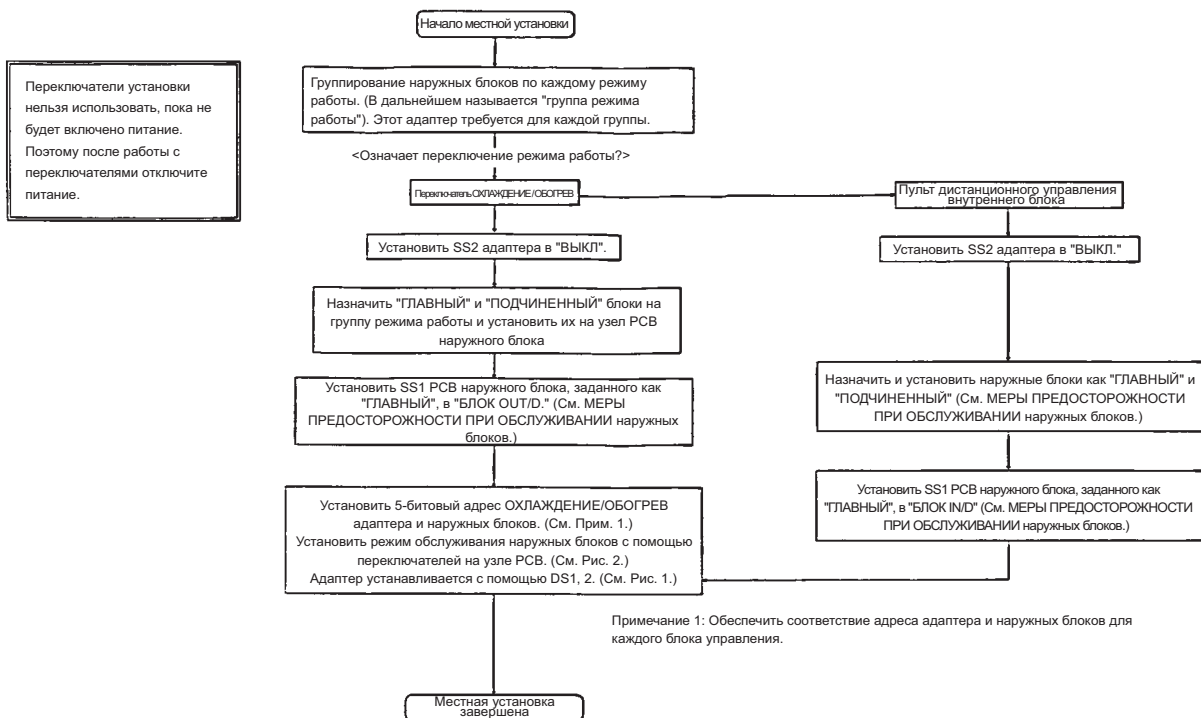 Начало местной установки
Переключатели установки
нельзя использовать, пока не
будет включено питание.
Поэтому после работы с
переключателями отключите
питание.
Группирование наружных блоков по каждому режиму
работы. (В дальнейшем называется "группа режима
работы"). Этот адаптер требуется для каждой группы.
<Означает переключение режима работы?>
Переключатель ОХЛАЖДЕНИЕ / ОБОГРЕВ
Пульт дистанционного управления
внутреннего блока
Установить SS2 адаптера в "ВЫКЛ".
Установить SS2 адаптера в "ВЫКЛ."
Назначить "ГЛАВНЫЙ" и "ПОДЧИНЕННЫЙ" блоки на
группу режима работы и установить их на узел PCB
наружного блока
Установить SS1 PCB наружного блока, заданного как
"ГЛАВНЫЙ", в "БЛОК OUT/D." (См. МЕРЫ
ПРЕДОСТОРОЖНОСТИ ПРИ ОБСЛУЖИВАНИИ наружных
блоков.)
Назначить и установить наружные блоки как "ГЛАВНЫЙ" и
"ПОДЧИНЕННЫЙ" (См. МЕРЫ ПРЕДОСТОРОЖНОСТИ
ПРИ ОБСЛУЖИВАНИИ наружных блоков.)
Установить SS1 PCB наружного блока, заданного как
"ГЛАВНЫЙ", в "БЛОК IN/D" (См. МЕРЫ ПРЕДОСТОРОЖНОСТИ
ПРИ ОБСЛУЖИВАНИИ наружных блоков.)
Установить 5-битовый адрес ОХЛАЖДЕНИЕ/ОБОГРЕВ
адаптера и наружных блоков. (См. Прим. 1.)
Установить режим обслуживания наружных блоков с помощью
переключателей на узле PCB. (См. Рис. 2.)
Адаптер устанавливается с помощью DS1, 2. (См. Рис. 1.)
Примечание 1: Обеспечить соответствие адреса адаптера и наружных блоков для
каждого блока управления.
Местная установка
завершена